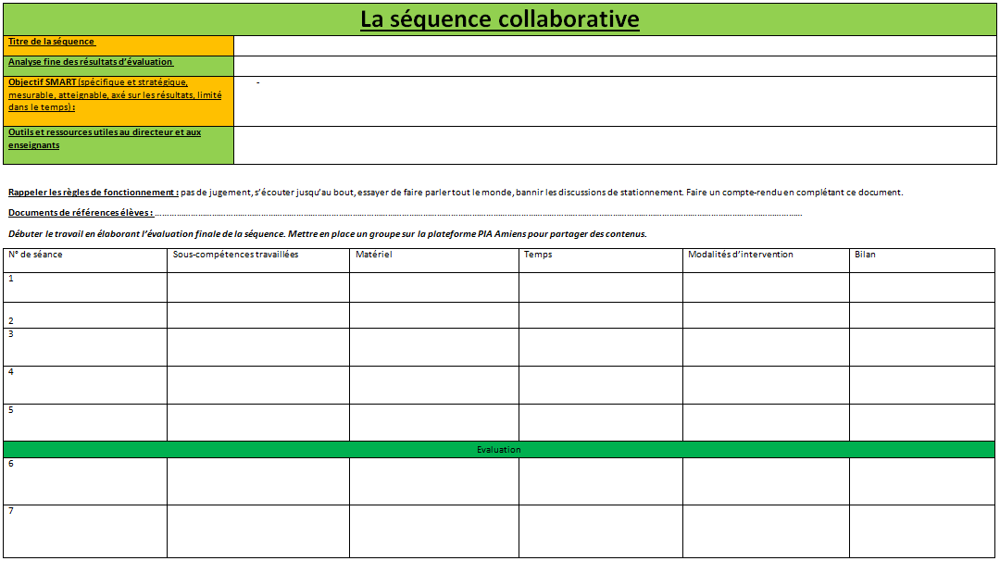 La séquence collaborative
Titre de la séquence
Analyse fine des résultats d'évaluation
Objectif SMART (spécifique et stratégique,
mesurable, atteignable, axé sur les résultats, limité
dans le temps) :
-
Outils et ressources utiles au directeur et aux
enseignants
Rappeler les règles de fonctionnement : pas de jugement, s'écouter jusqu'au bout, essayer de faire parler tout le monde, bannir les discussions de stationnement. Faire un compte-rendu en complétant ce document.
Documents de références élèves : ................................................................................
Débuter le travail en élaborant l'évaluation finale de la séquence. Mettre en place un groupe sur la plateforme PIA Amiens pour partager des contenus.
N° de séance Sous-compétences travaillées Matériel Temps Modalités d'intervention Bilan
1
2
3
4
5
Evaluation
6
7